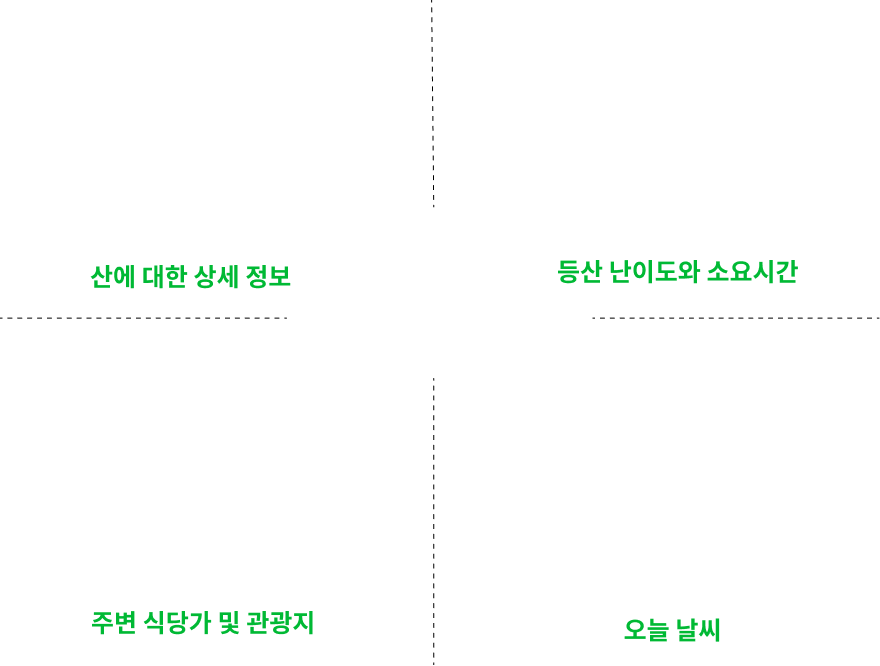 산에 대한 상세 정보
등산 난이도와 소요시간
주변 식당가 및 관광지
오늘 날씨